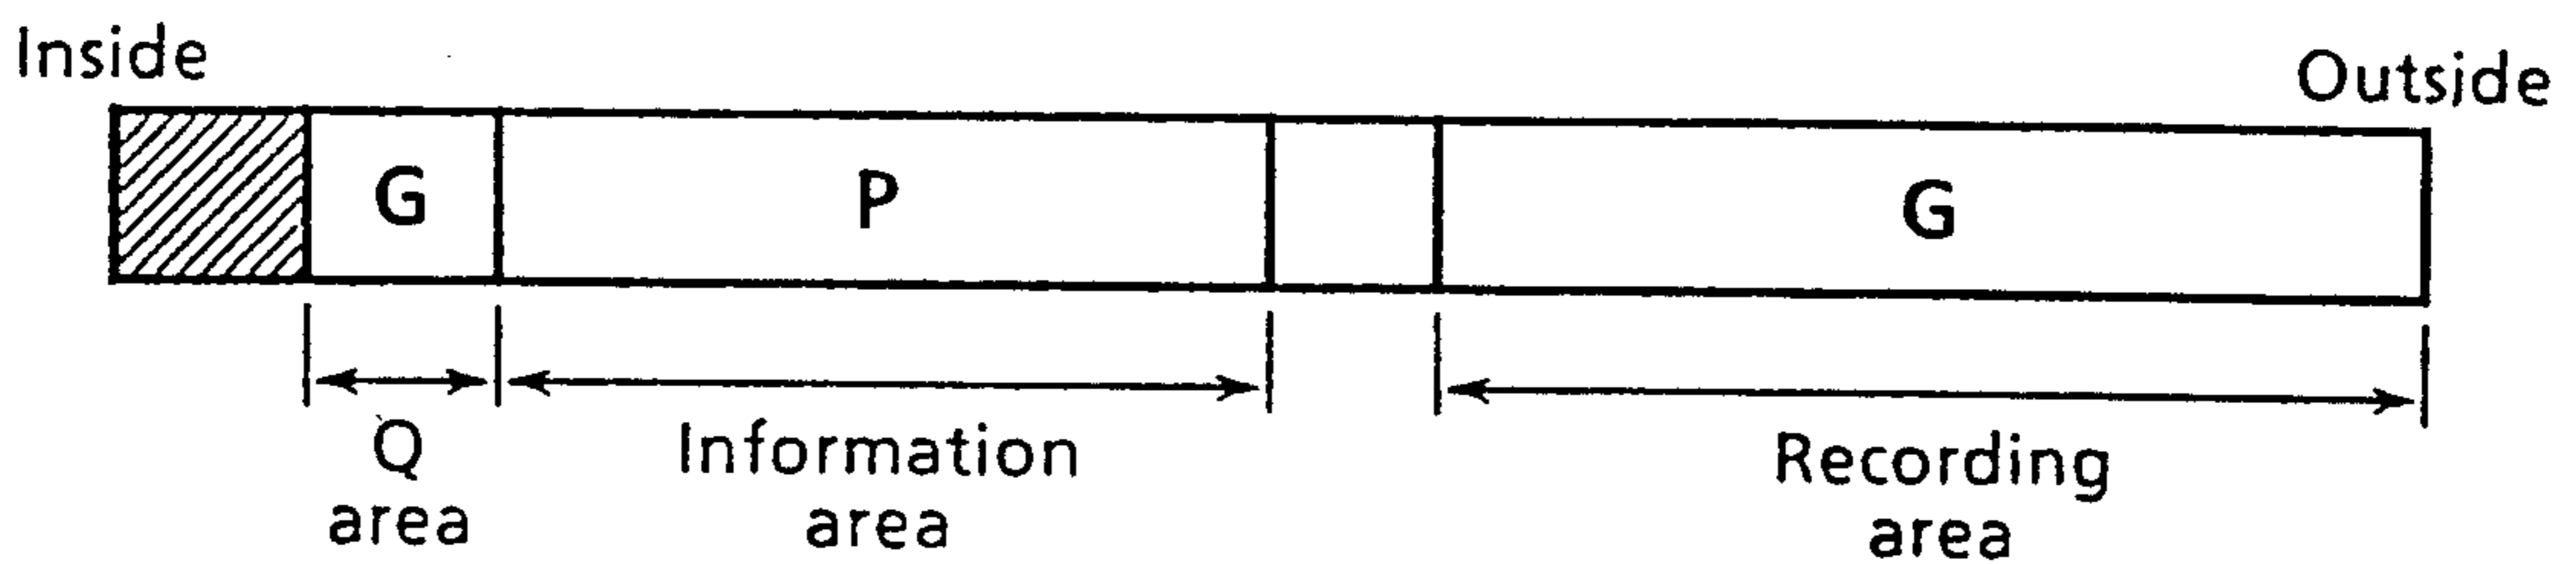 Inside
Outside
G
P
G
Q
area
Information
area
Recording
area